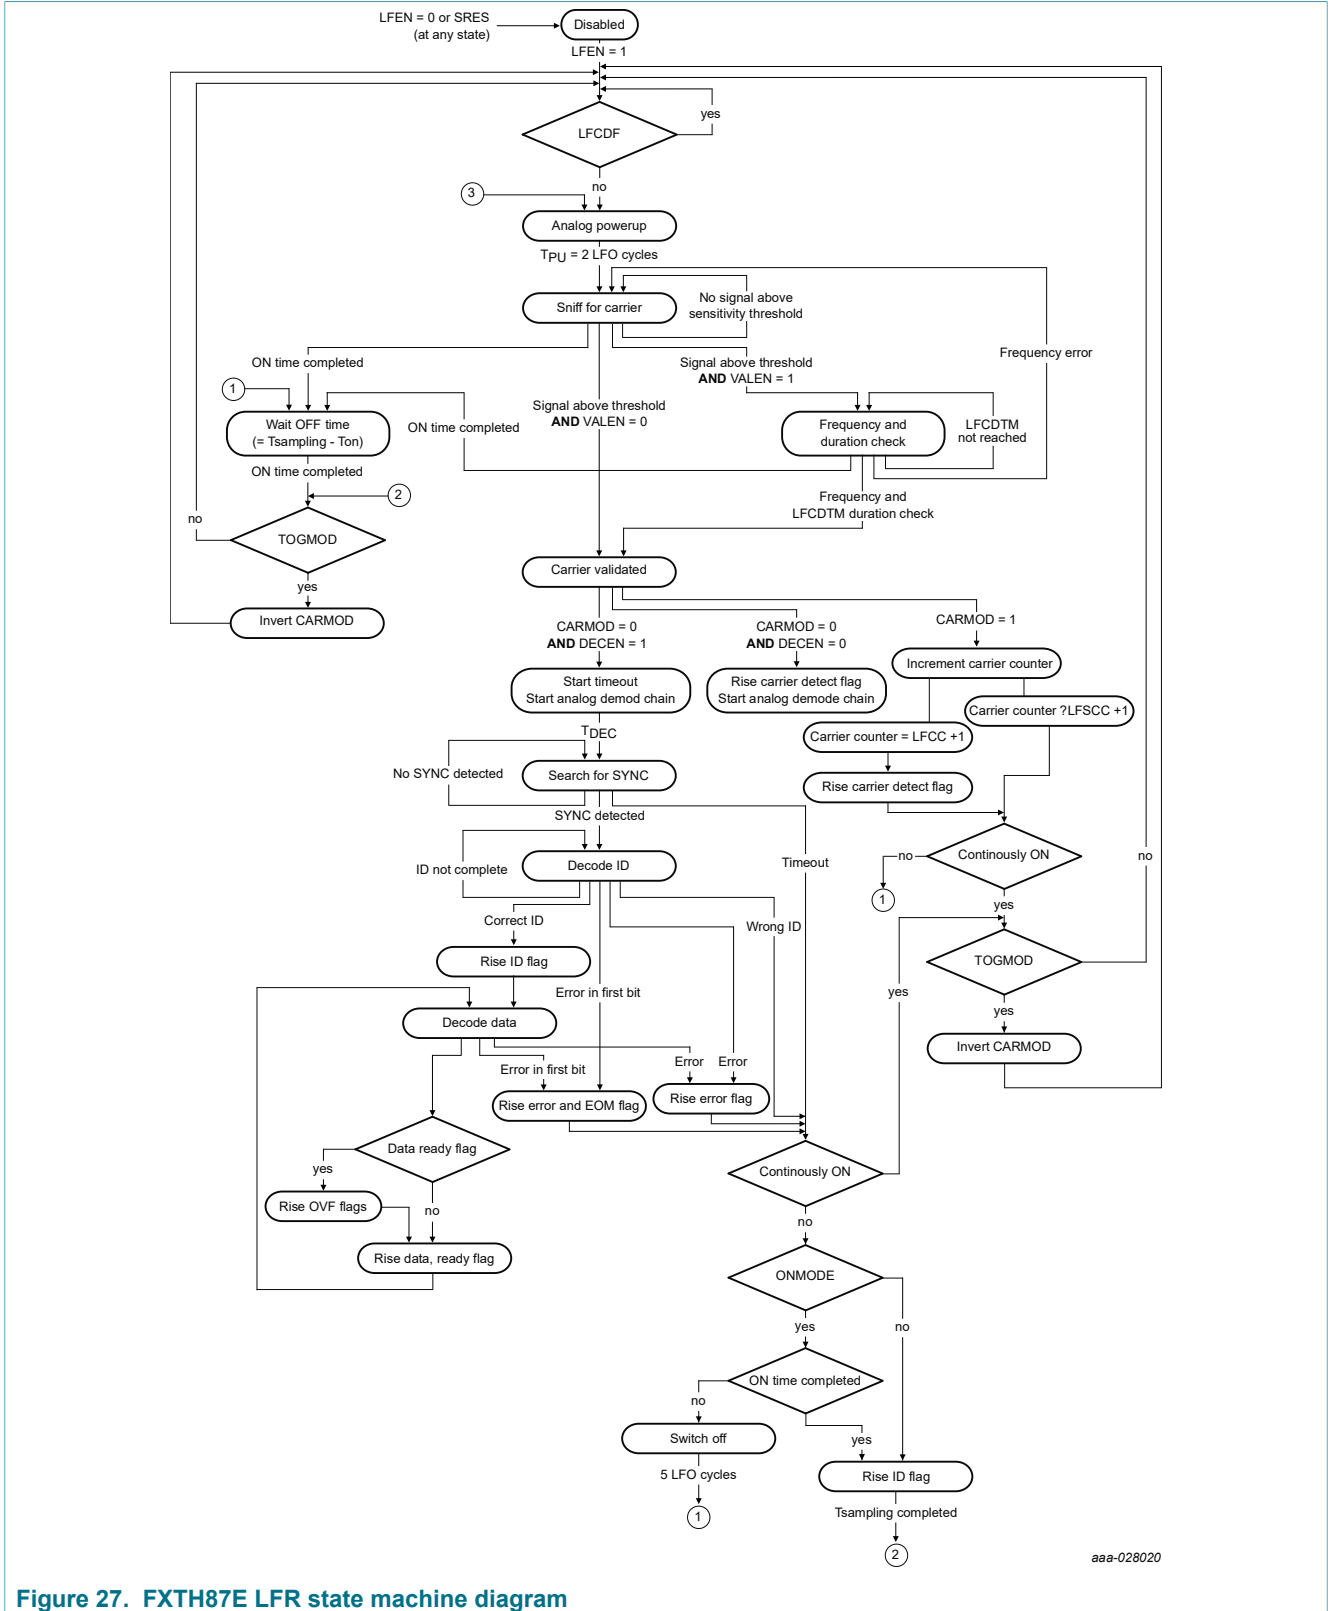 LFEN = 0 or SRES
(at any state)
Disabled
LFEN = 1
yes
LFCDF
no
3
Analog powerup
TPU = 2 LFO cycles
No signal above
sensitivity threshold
Sniff for carrier
Frequency error
ON time completed
Signal above threshold
AND VALEN = 1
1
Signal above threshold
AND VALEN = 0
Wait OFF time
(= Tsampling - Ton)
ON time completed
Frequency and
duration check
LFCDTM
not reached
ON time completed
2
Frequency and
LFCDTM duration check
no
TOGMOD
Carrier validated
yes
Invert CARMOD
CARMOD = 0
AND DECEN = 1
CARMOD = 0
AND DECEN = 0
CARMOD = 1
Increment carrier counter
Start timeout
Start analog demod chain
Rise carrier detect flag
Start analog demode chain
Carrier counter ?LFSCC +1
TDEC
Carrier counter = LFCC +1
No SYNC detected
Search for SYNC
Rise carrier detect flag
SYNC detected
ID not complete
Decode ID
Timeout
no
Continously ON
no
1
yes
Correct ID
Wrong ID
Rise ID flag
TOGMOD
Error in first bit
yes
yes
Decode data
Invert CARMOD
Error in first bit
Error
Error
Rise error and EOM flag
Rise error flag
Data ready flag
Continously ON
yes
Rise OVF flags
no
no
Rise data, ready flag
ONMODE
yes
no
ON time completed
no
Switch off
yes
5 LFO cycles
Rise ID flag
1
Tsampling completed
2
aaa-028020
Figure 27. FXTH87E LFR state machine diagram